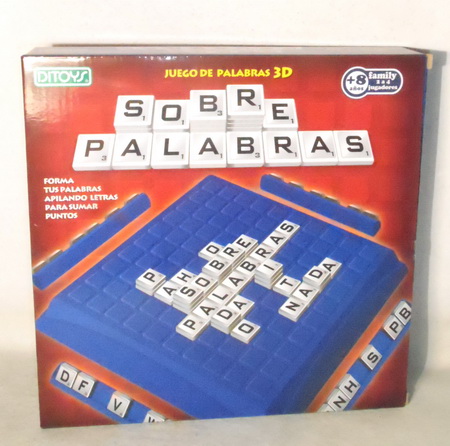 DITOYS
JUEGO DE PALABRAS 3D
+8 años
family
2 a 4
jugadores
SOBRE
PALABRAS
FORMA
TUS PALABRAS
APILANDO LETRAS
PARA SUMAR
PUNTOS
SOBRE
PALABRAS
NADA
D F V
N H S P B